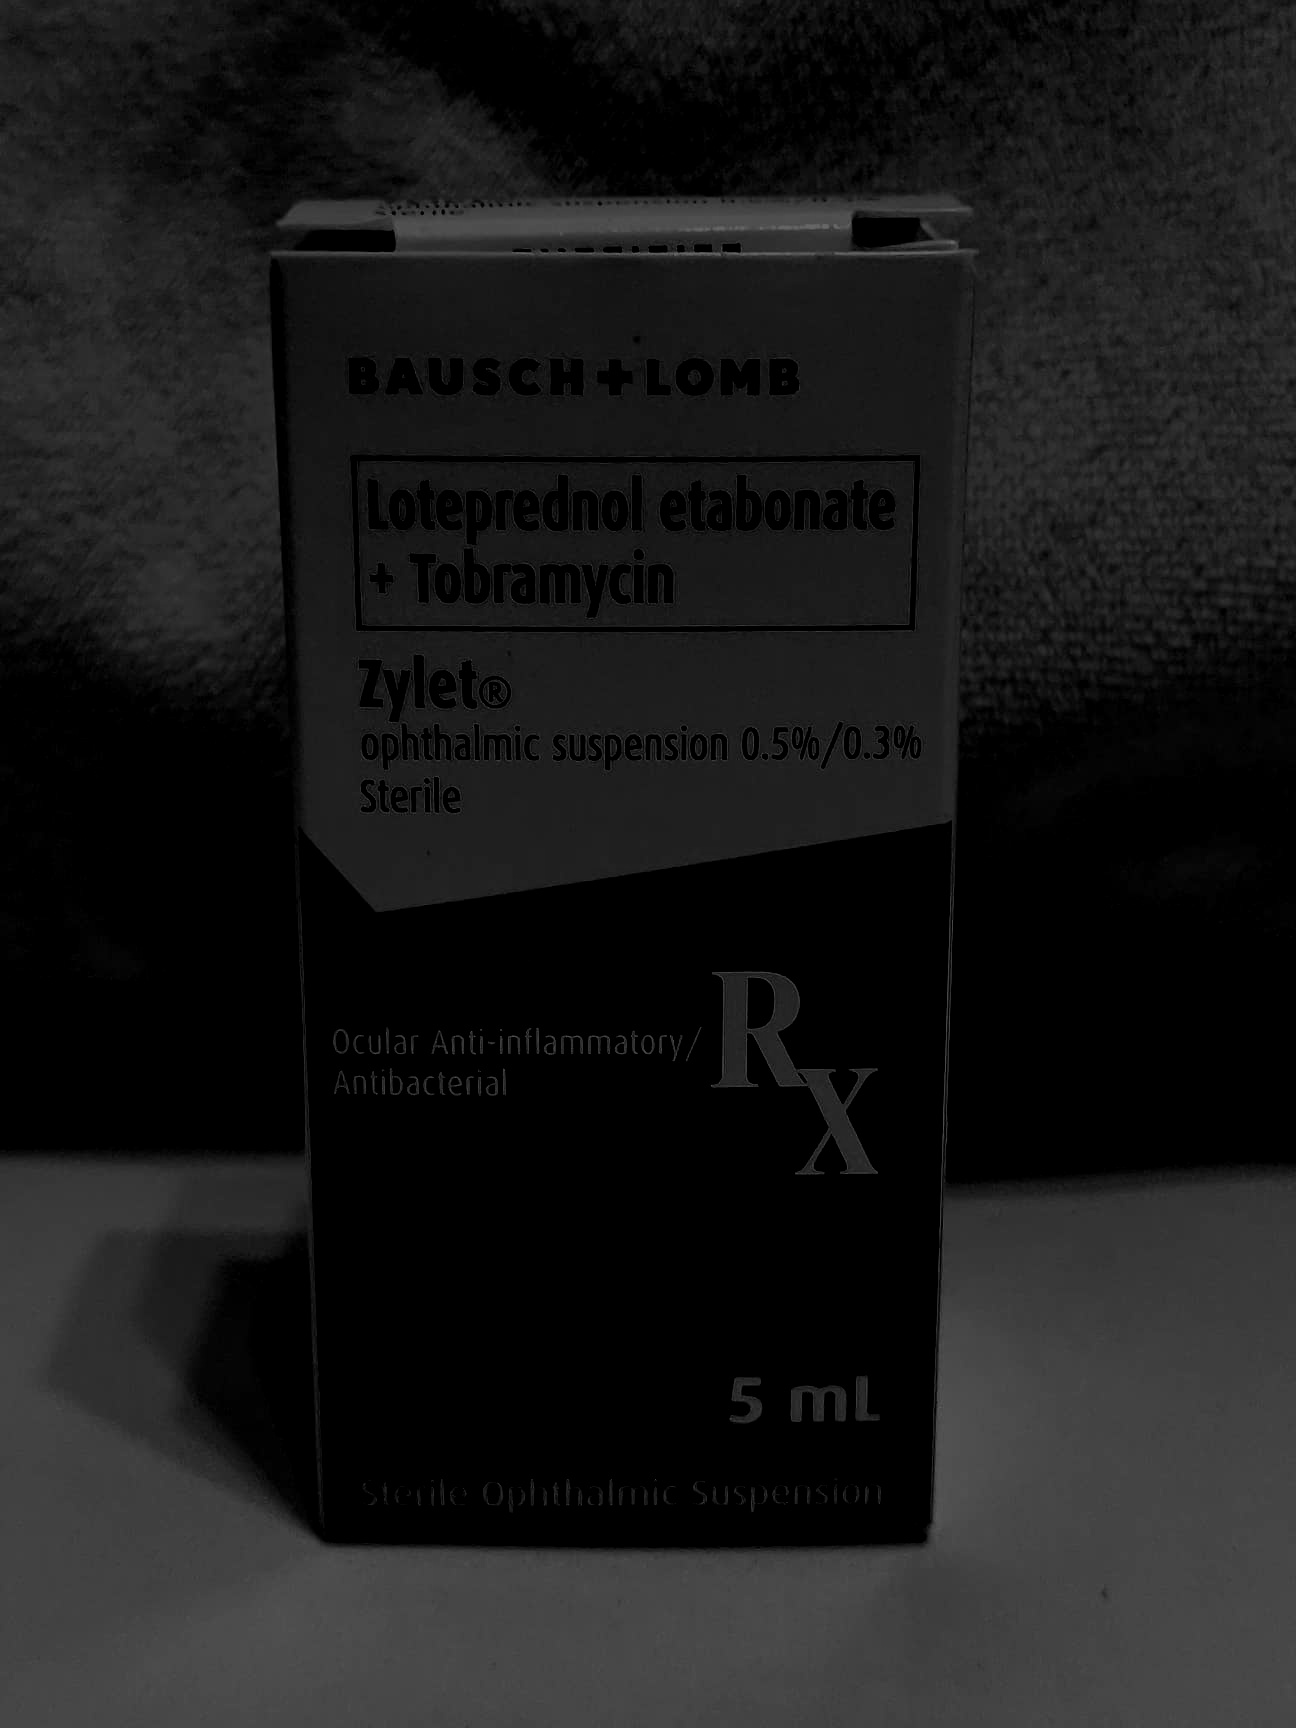 BAUSCH+LOMB
Loteprednol etabonate
+ Tobramycin
Zylet®
ophthalmic suspension 0.5%/0.3%
Sterile
Ocular Anti-inflammatory/
Antibacterial
Rx
5 mL
Sterile Ophthalmic Suspension